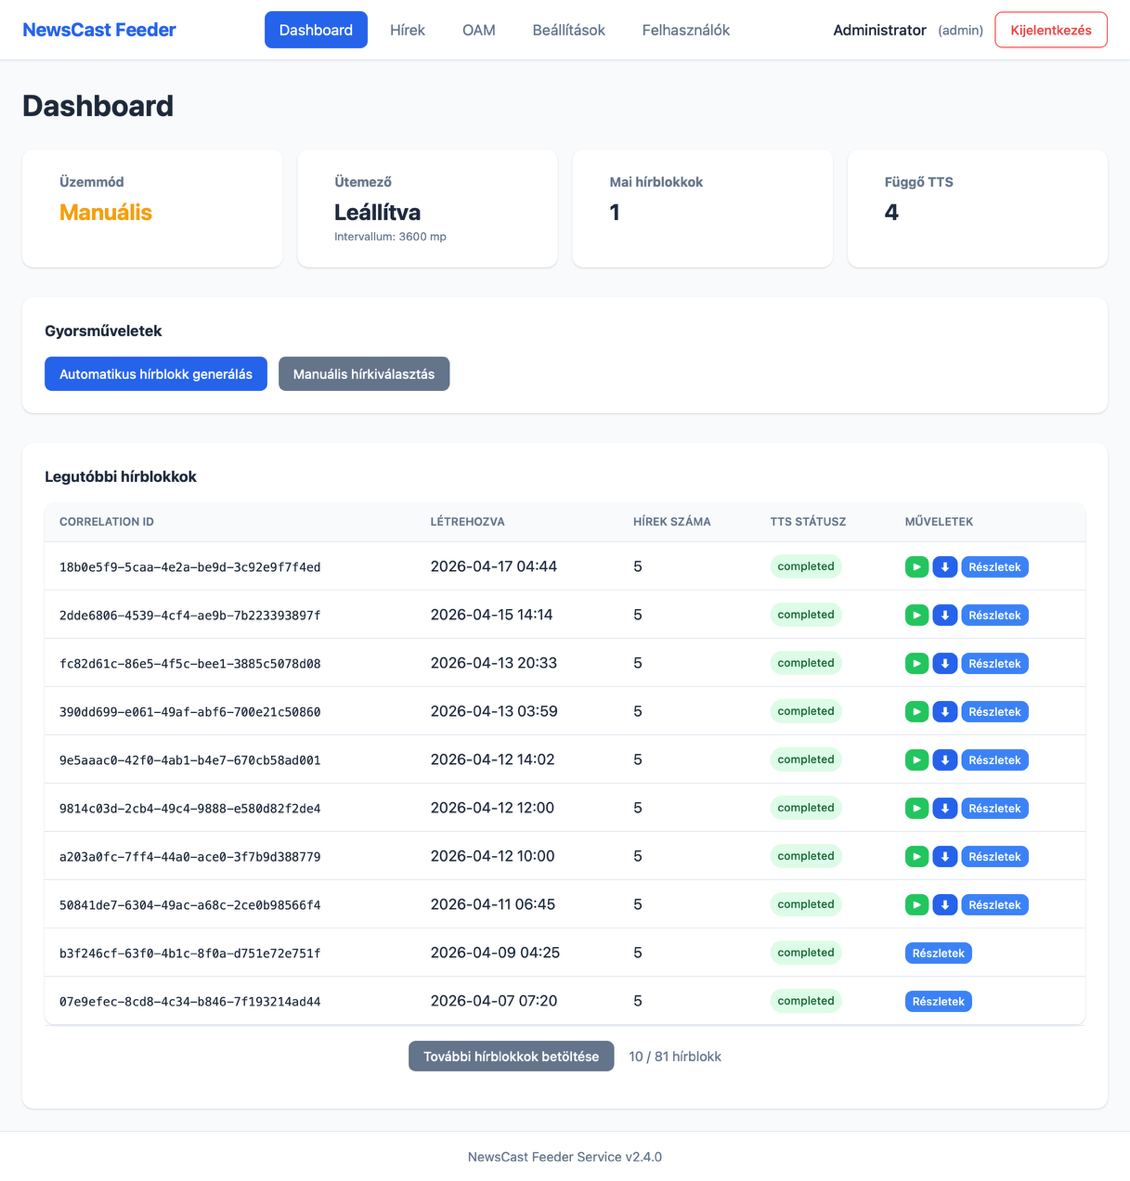 NewsCast Feeder Dashboard Hírek OAM Beállítások Felhasználók Administrator (admin) Kijelentkezés
Dashboard
Üzemmód Ütemező Mai hírblokkok Függő TTS
Manuális Leállítva 1 4
Intervallum: 3600 mp
Gyorsműveletek
Automatikus hírblokk generálás Manuális hírkiválasztás
Legutóbbi hírblokkok
CORRELATION ID LÉTREHOZVA HÍREK SZÁMA TTS STÁTUSZ MŰVELETEK
18b0e5f9-5caa-4e2a-be9d-3c92e9f7f4ed 2026-04-17 04:44 5 completed Részletek
2dde6806-4539-4cf4-ae9b-7b223393897f 2026-04-15 14:14 5 completed Részletek
fc82d61c-86e5-4f5c-bee1-3885c5078d08 2026-04-13 20:33 5 completed Részletek
390dd699-e061-49af-abf6-700e21c50860 2026-04-13 03:59 5 completed Részletek
9e5aaac0-42f0-4ab1-b4e7-670cb58ad001 2026-04-12 14:02 5 completed Részletek
9814c03d-2cb4-49c4-9888-e580d82f2de4 2026-04-12 12:00 5 completed Részletek
a203a0fc-7ff4-44a0-ace0-3f7b9d388779 2026-04-12 10:00 5 completed Részletek
50841de7-6304-49ac-a68c-2ce0b98566f4 2026-04-11 06:45 5 completed Részletek
b3f246cf-63f0-4b1c-8f0a-d751e72e751f 2026-04-09 04:25 5 completed Részletek
07e9efec-8cd8-4c34-b846-7f193214ad44 2026-04-07 07:20 5 completed Részletek
További hírblokkok betöltése 10 / 81 hírblokk
NewsCast Feeder Service v2.4.0